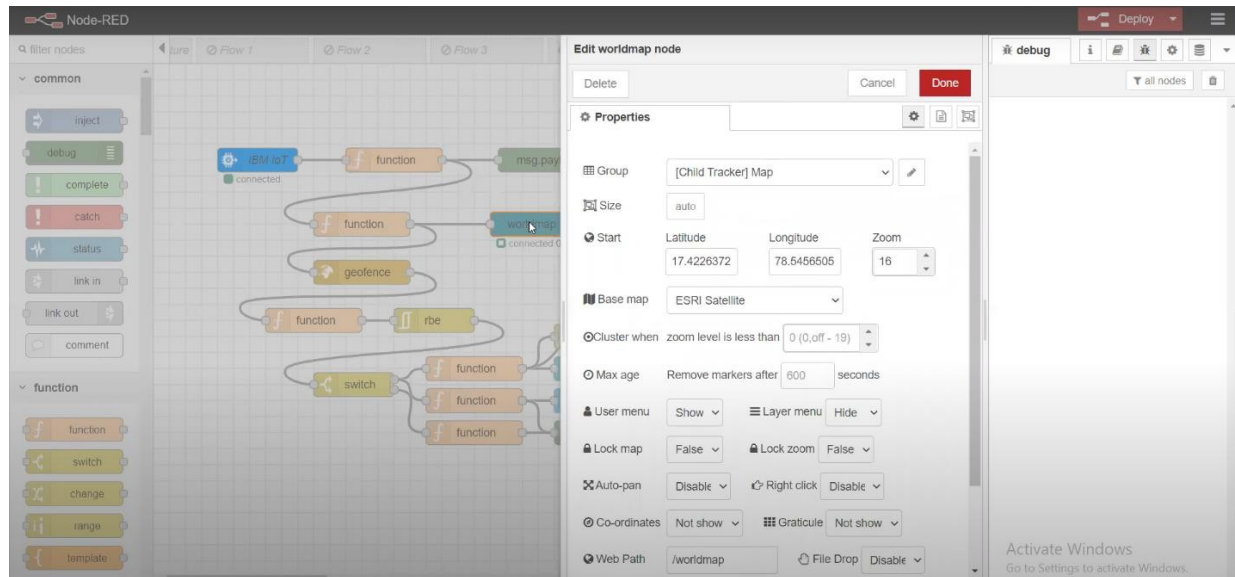 Node-RED
Deploy
filter nodes
ture
Flow 1
Flow 2
Flow 3
common
inject
debug
complete
catch
status
link in
link out
comment
function
function
switch
change
range
template
IBM IoT
connected
function
msg.pay
function
worldmap
connected
geofence
function
rbe
switch
function
function
function
Edit worldmap node
Delete
Cancel
Done
Properties
Group
[Child Tracker] Map
Size
auto
Start
Latitude
Longitude
Zoom
17.4226372
78.5456505
16
Base map
ESRI Satellite
Cluster when zoom level is less than 0 (0,off - 19)
Max age Remove markers after 600 seconds
User menu Show Layer menu Hide
Lock map False Lock zoom False
Auto-pan Disable Right click Disable
Co-ordinates Not show Graticule Not show
Web Path /worldmap File Drop Disable
debug
i
all nodes
Activate Windows
Go to Settings to activate Windows.